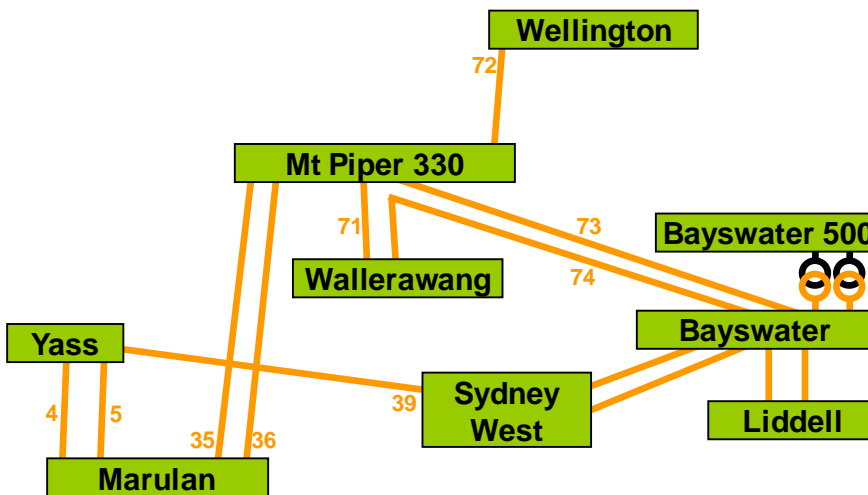 Wellington
72
Mt Piper 330
71
73
Bayswater 500
Wallerawang
74
Yass
Bayswater
Sydney
West
39
4
5
35
36
Liddell
Marulan